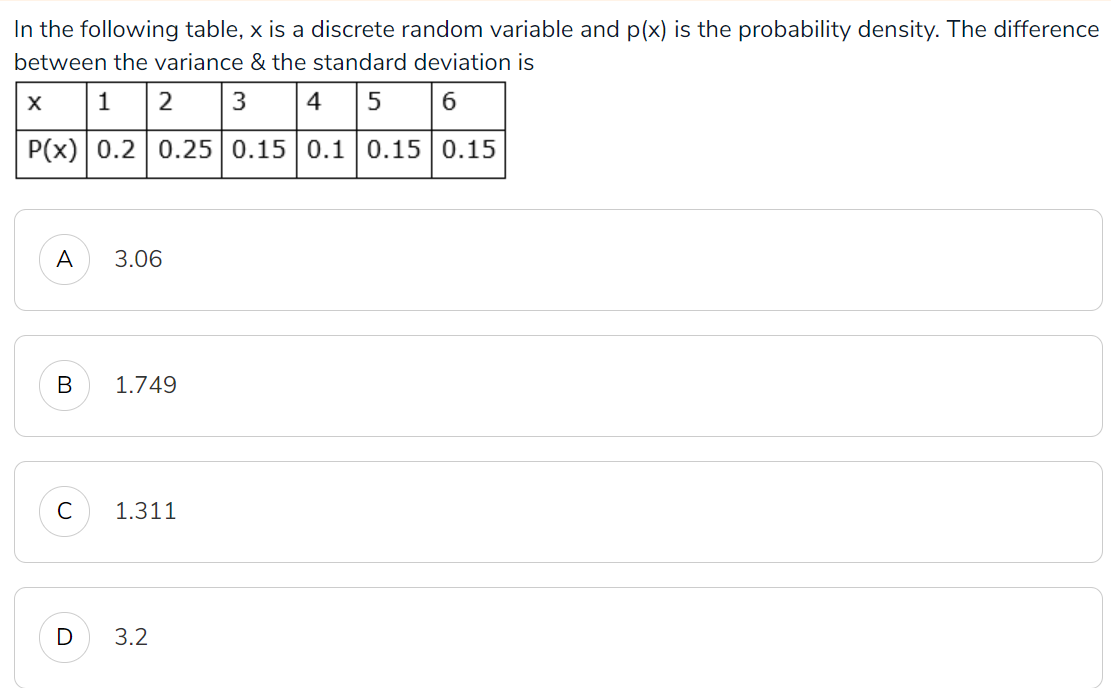 In the following table, x is a discrete random variable and p(x) is the probability density. The difference
between the variance & the standard deviation is
x 1 2 3 4 5 6
P(x) 0.2 0.25 0.15 0.1 0.15 0.15
A 3.06
B 1.749
C 1.311
D 3.2